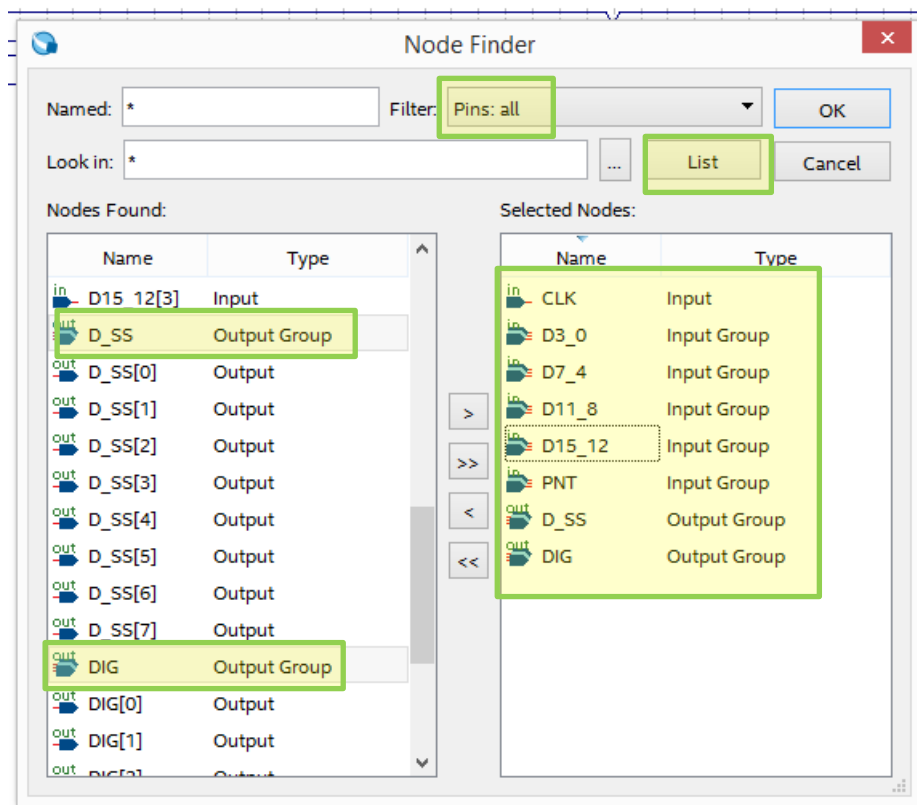 Node Finder
Named: * Filter: Pins: all OK
Look in: * ... List Cancel
Nodes Found: Selected Nodes:
Name Type Name Type
in D15_12[3] Input in CLK Input
out D_SS Output Group in D3_0 Input Group
out D_SS[0] Output in D7_4 Input Group
out D_SS[1] Output > in D11_8 Input Group
out D_SS[2] Output >> in D15_12 Input Group
out D_SS[3] Output < in PNT Input Group
out D_SS[4] Output out D_SS Output Group
out D_SS[5] Output << out DIG Output Group
out D_SS[6] Output
out D_SS[7] Output
out DIG Output Group
out DIG[0] Output
out DIG[1] Output
out DIG[2] Output